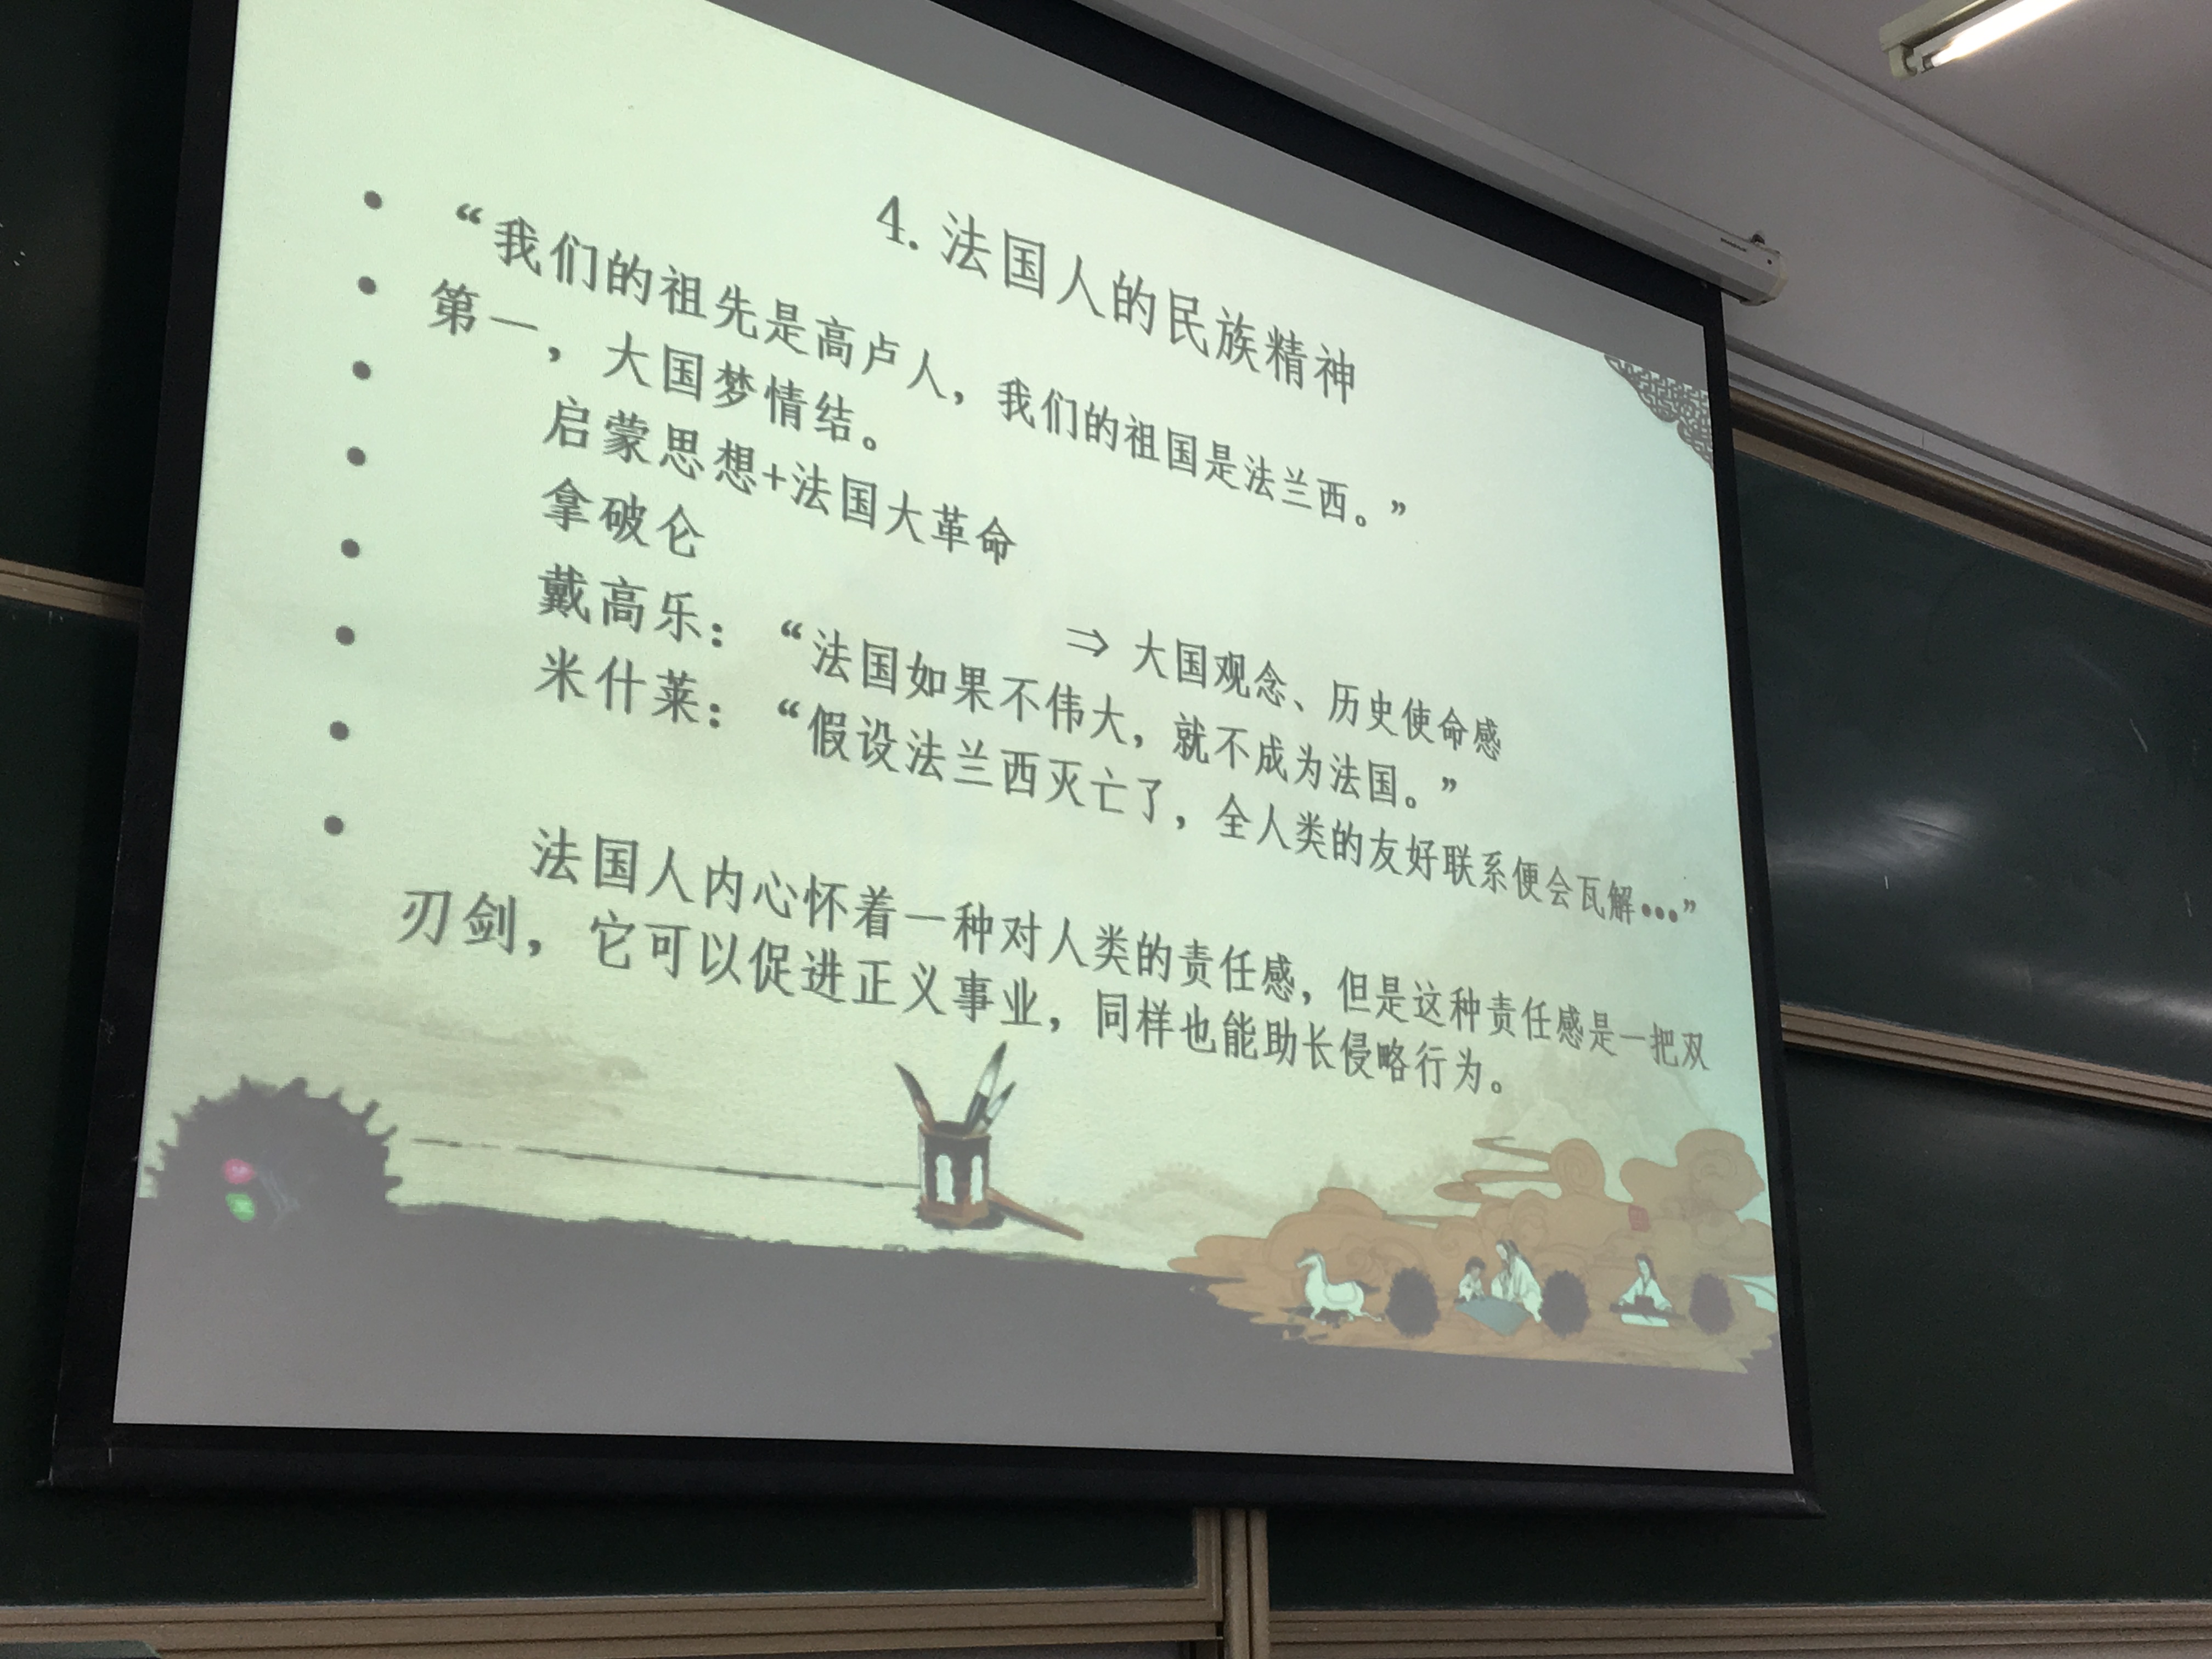 4.法国人的民族精神
• “我们的祖先是高卢人，我们的祖国是法兰西。”
• 第一，大国梦情结。
• 启蒙思想+法国大革命
• 拿破仑
⇒ 大国观念、历史使命感
• 戴高乐：“法国如果不伟大，就不成为法国。”
• 米什莱：“假设法兰西灭亡了，全人类的友好联系便会瓦解…”
•
• 法国人内心怀着一种对人类的责任感，但是这种责任感是一把双
刃剑，它可以促进正义事业，同样也能助长侵略行为。